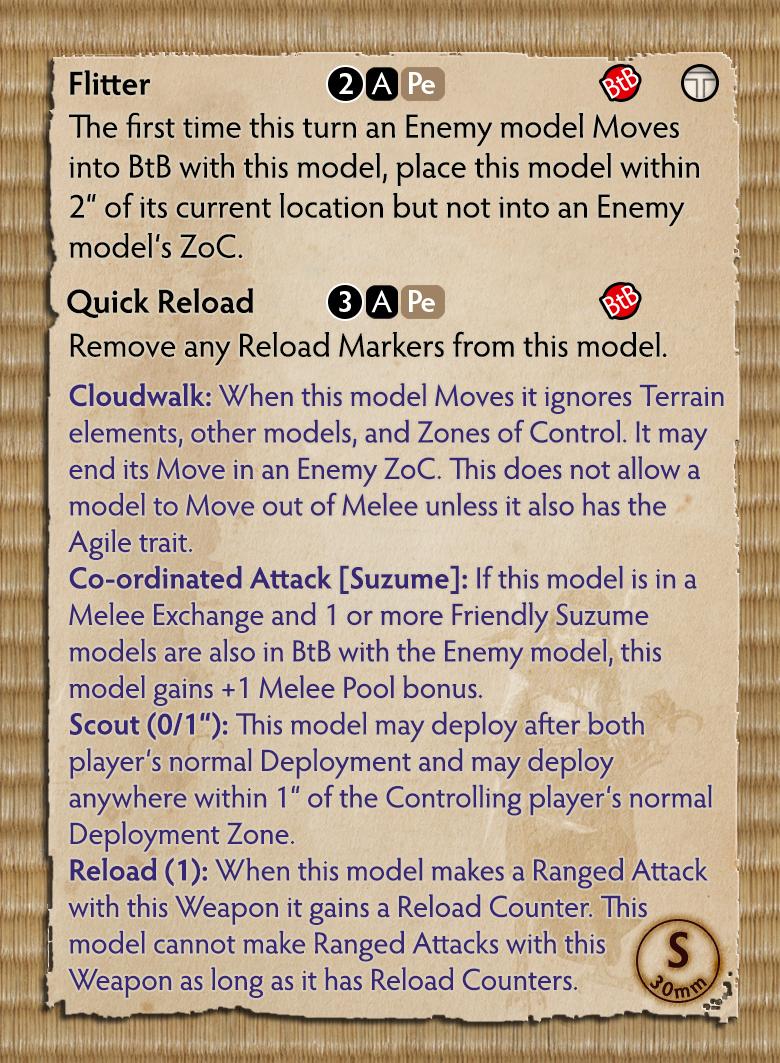 Flitter 2 A Pe BtB T
The first time this turn an Enemy model Moves
into BtB with this model, place this model within
2" of its current location but not into an Enemy
model's ZoC.
Quick Reload 3 A Pe BtB
Remove any Reload Markers from this model.
Cloudwalk: When this model Moves it ignores Terrain
elements, other models, and Zones of Control. It may
end its Move in an Enemy ZoC. This does not allow a
model to Move out of Melee unless it also has the
Agile trait.
Co-ordinated Attack [Suzume]: If this model is in a
Melee Exchange and 1 or more Friendly Suzume
models are also in BtB with the Enemy model, this
model gains +1 Melee Pool bonus.
Scout (0/1"): This model may deploy after both
player's normal Deployment and may deploy
anywhere within 1" of the Controlling player's normal
Deployment Zone.
Reload (1): When this model makes a Ranged Attack
with this Weapon it gains a Reload Counter. This
model cannot make Ranged Attacks with this
Weapon as long as it has Reload Counters.
S
30mm